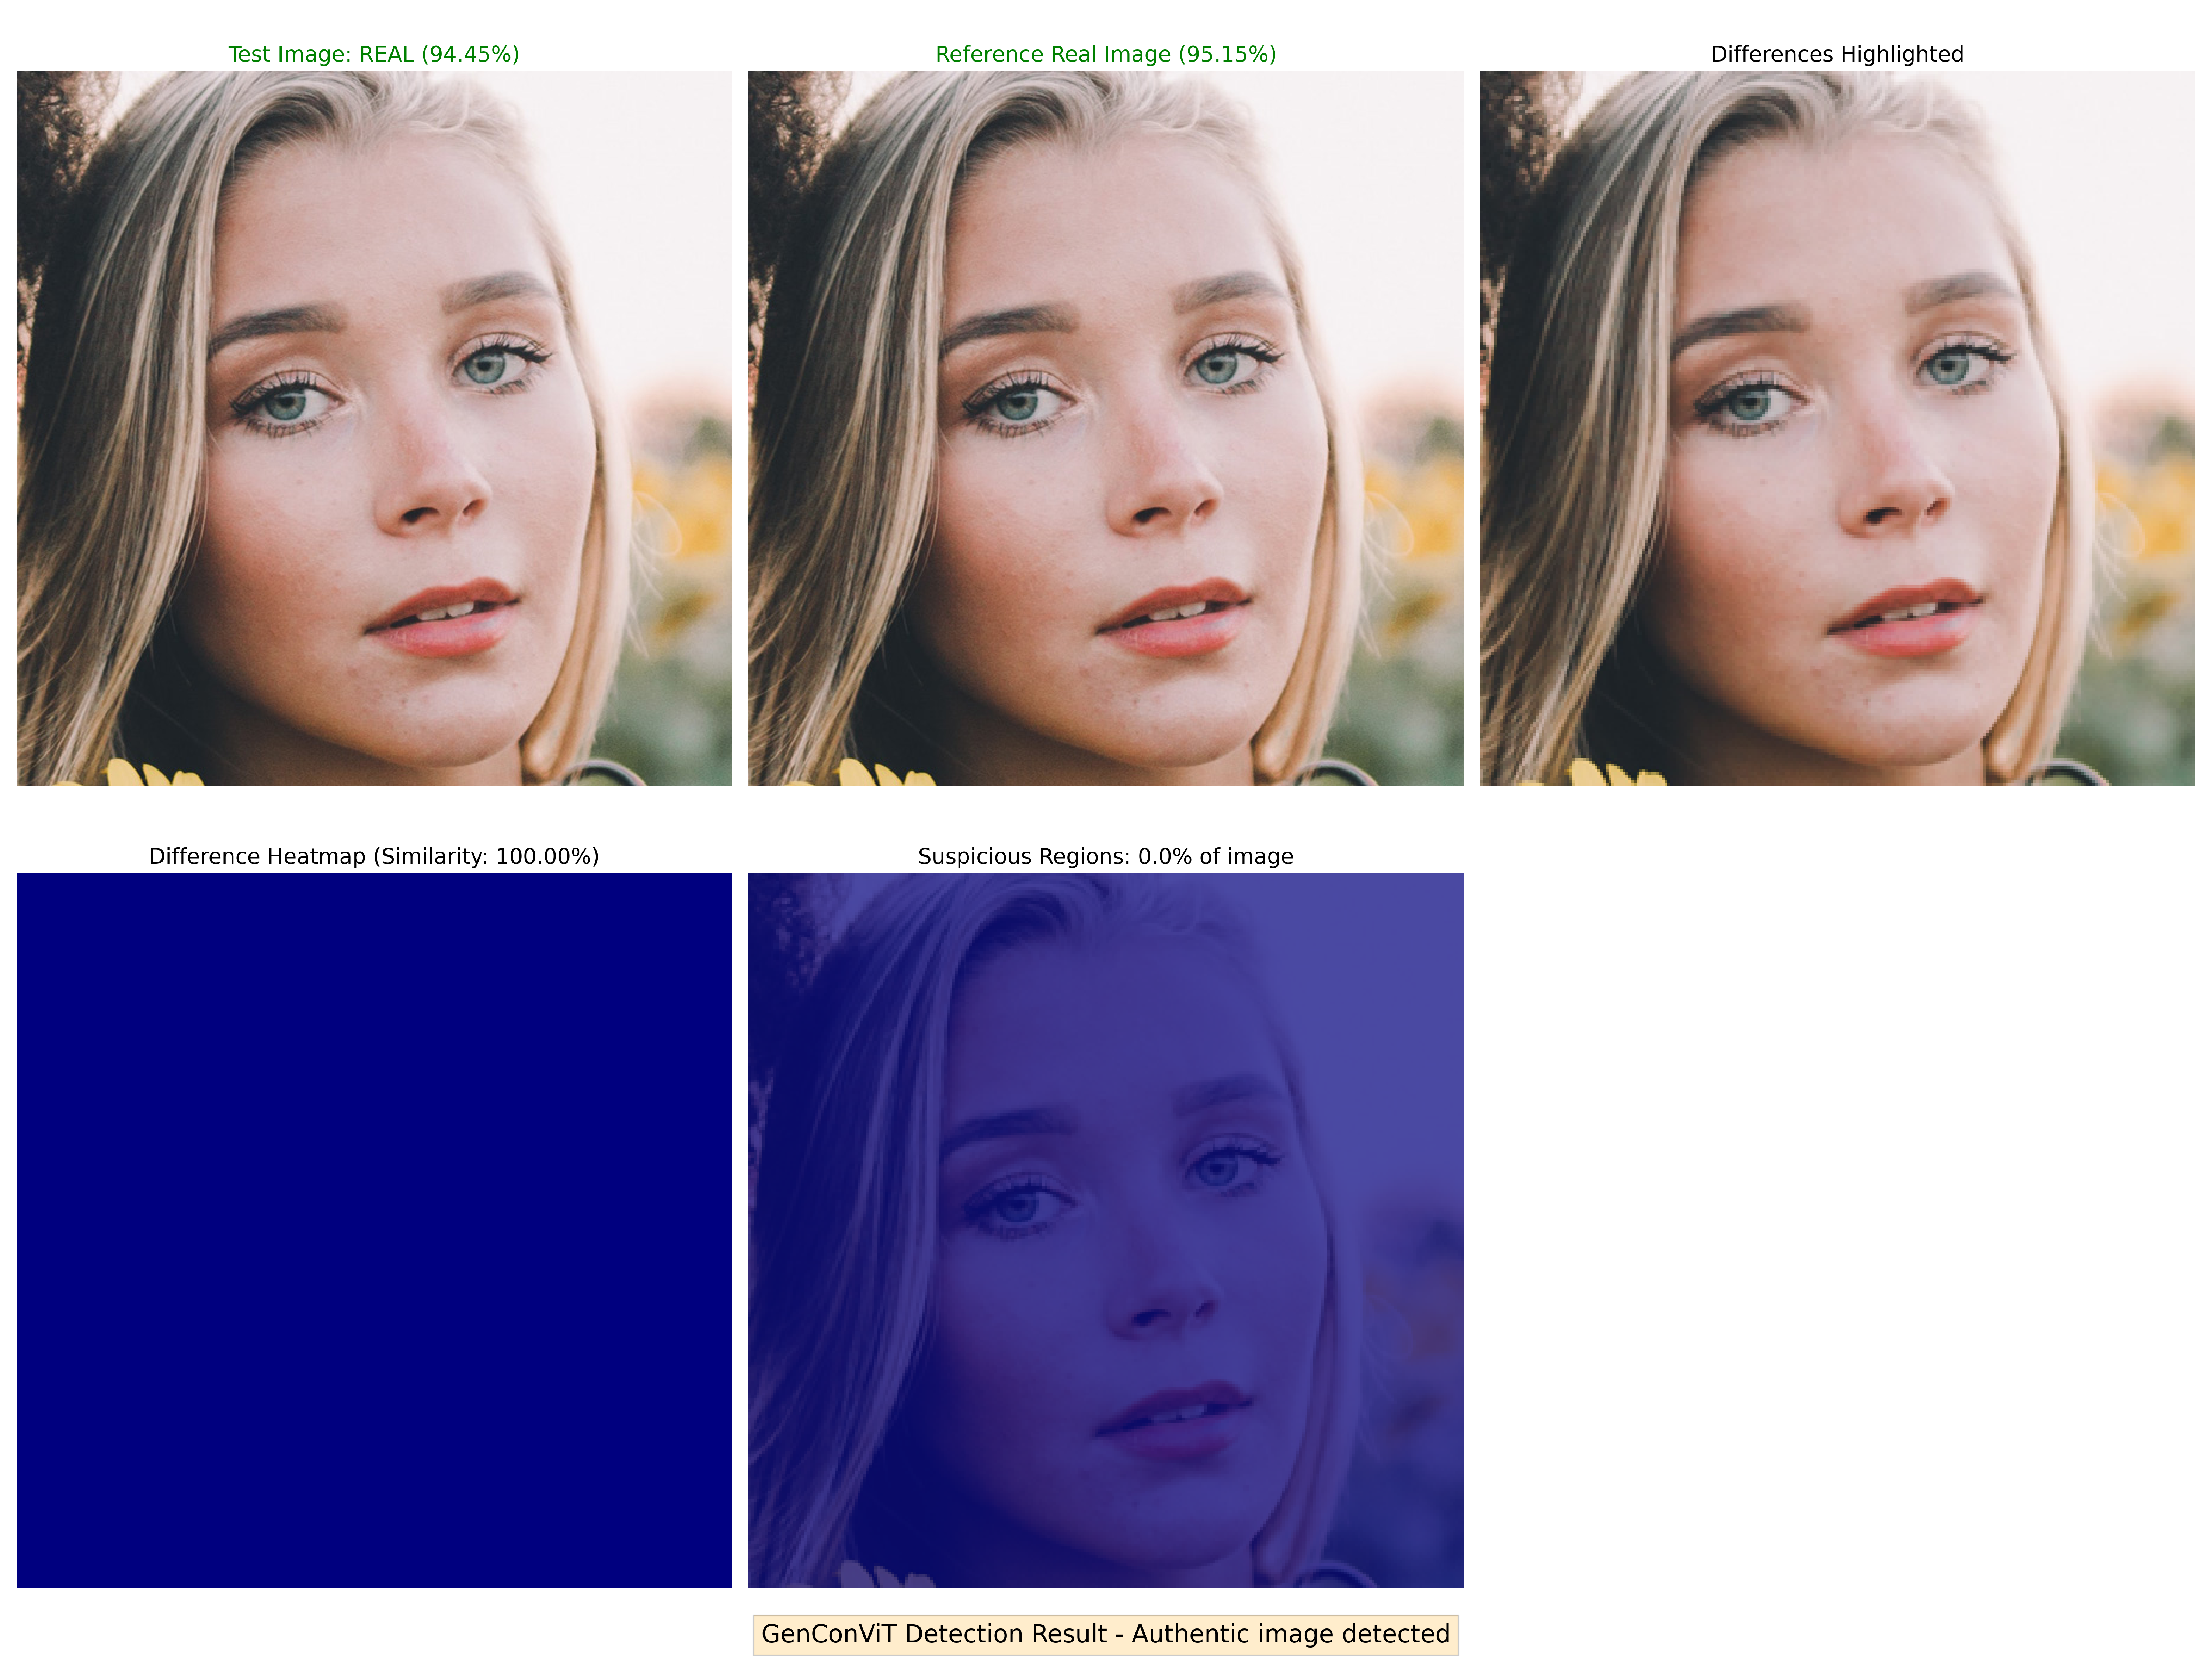 Test Image: REAL (94.45%)
Reference Real Image (95.15%)
Differences Highlighted
Difference Heatmap (Similarity: 100.00%)
Suspicious Regions: 0.0% of image
GenConViT Detection Result - Authentic image detected